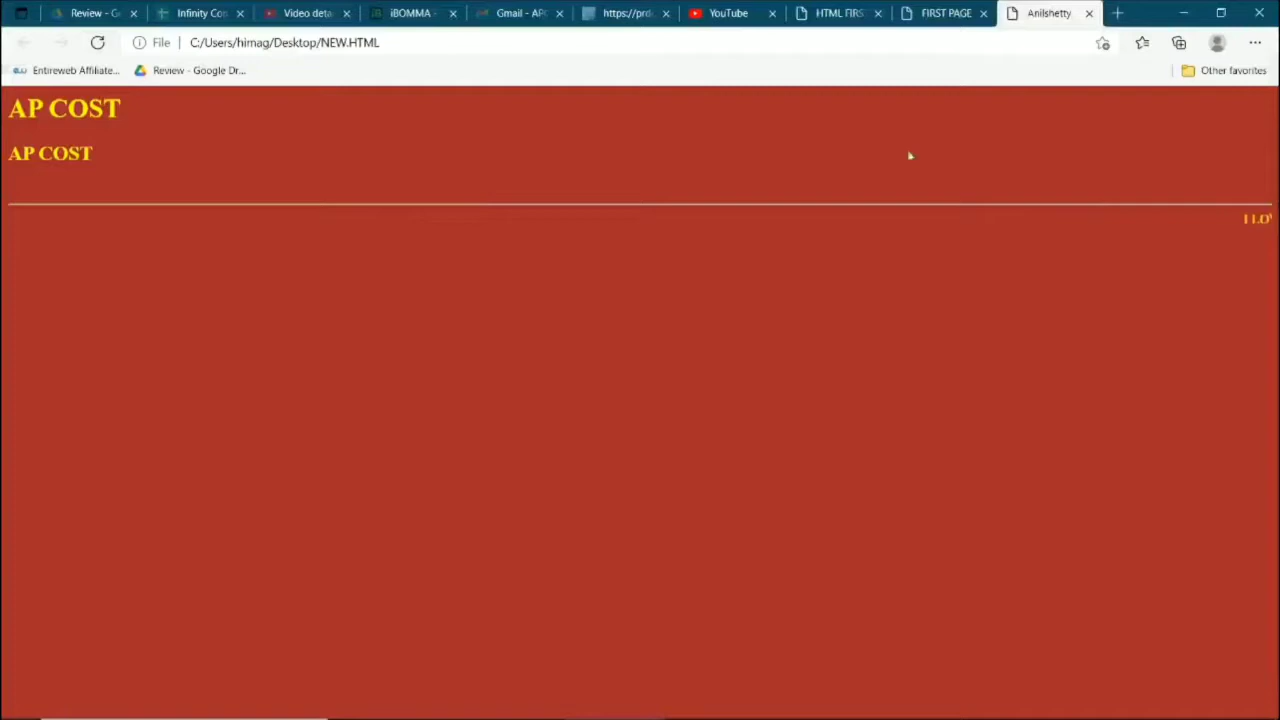 Review - G
Infinity Con
Video deta
iBOMMA -
Gmail - AP
https://prd
YouTube
HTML FIRS
FIRST PAGE
Anilshetty
File
C:/Users/himag/Desktop/NEW.HTML
Entireweb Affiliate...
Review - Google Dr...
Other favorites
AP COST
AP COST